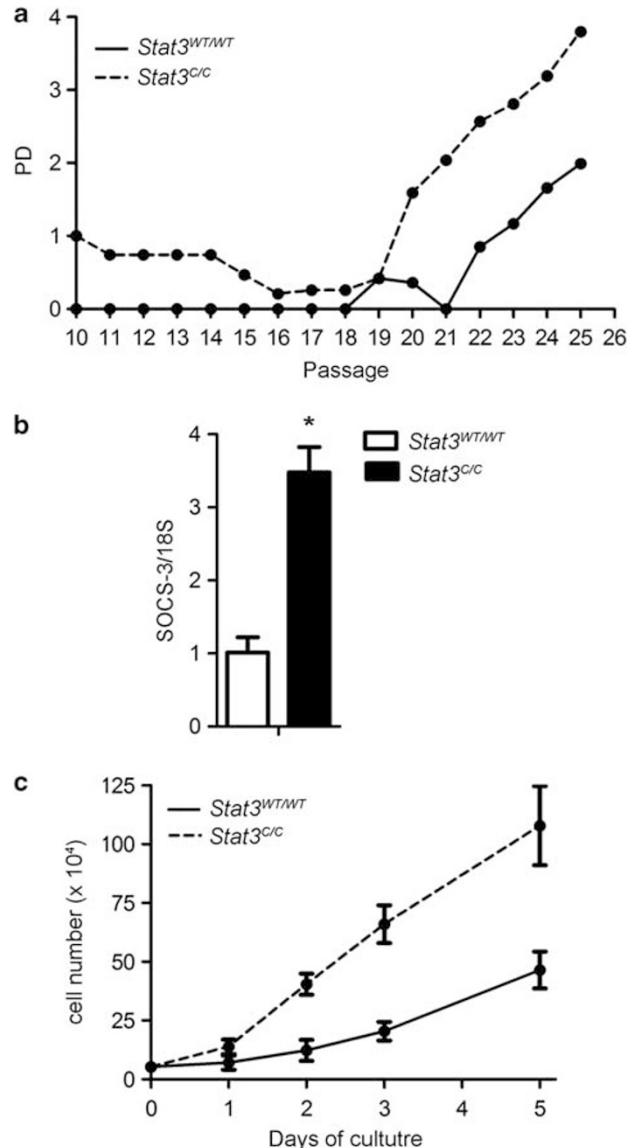 a
4
3
2
1
0
PD
Stat3WT/WT
Stat3C/C
10 11 12 13 14 15 16 17 18 19 20 21 22 23 24 25 26
Passage
b
4
3
2
1
0
SOCS-3/18S
*
Stat3WT/WT
Stat3C/C
c
125
100
75
50
25
0
cell number (x 10⁴)
Stat3WT/WT
Stat3C/C
0 1 2 3 4 5
Days of cultutre